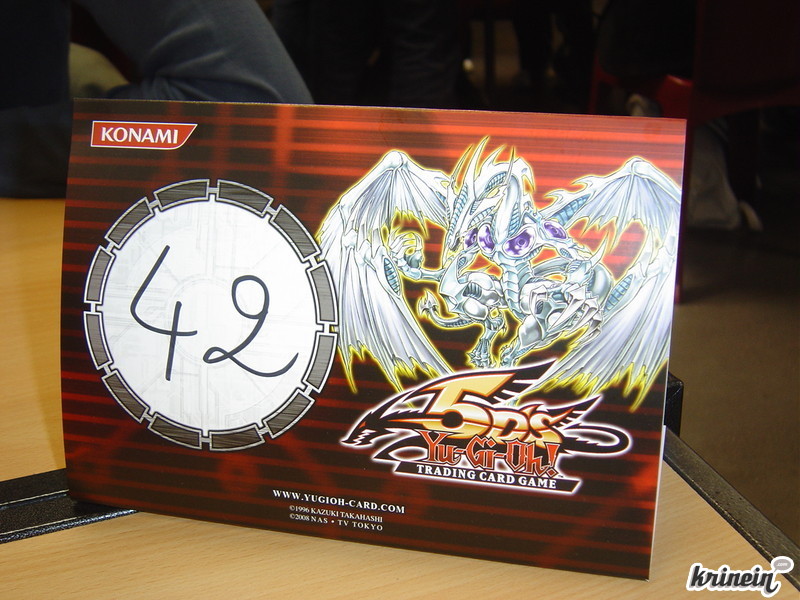 KONAMI
42
5D's
Yu-Gi-Oh!
TRADING CARD GAME
WWW.YUGIOH-CARD.COM
©1996 KAZUKI TAKAHASHI
©2008 NAS • TV TOKYO
krinein